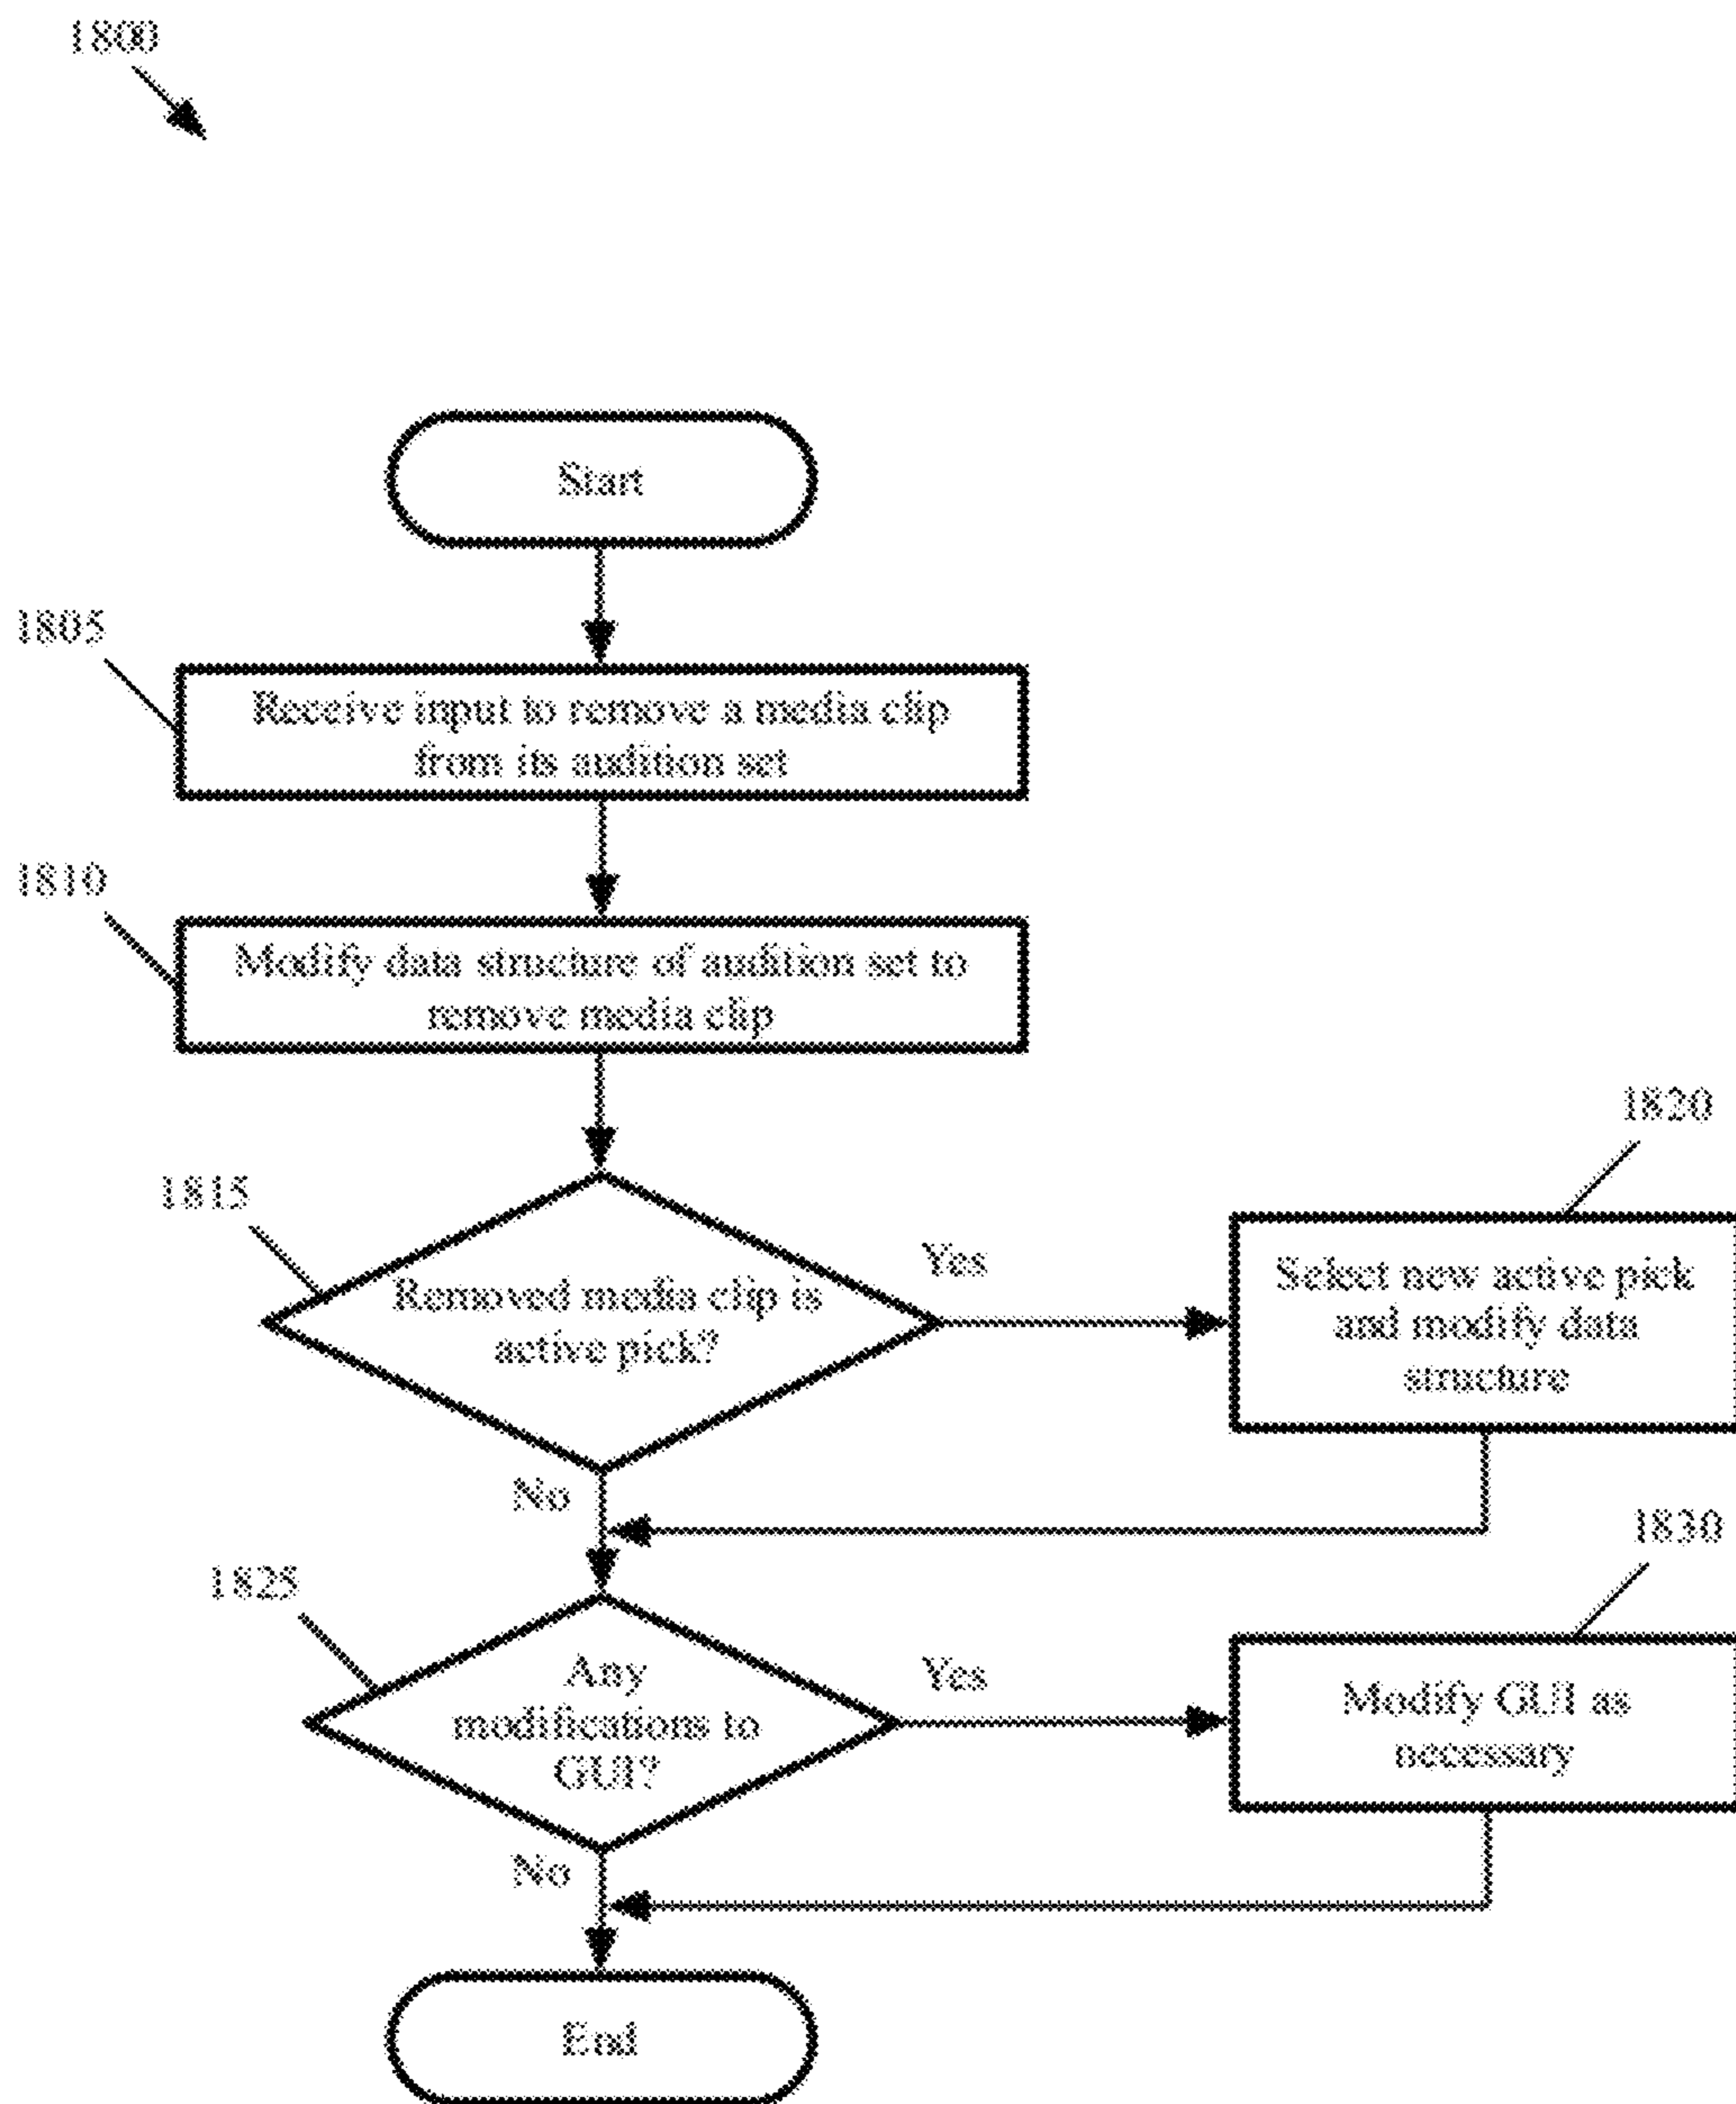 1800
Start
1805
Receive input to remove a media clip
from its audition set
1810
Modify data structure of audition set to
remove media clip
1815
Removed media clip is
active pick?
Yes
1820
Select new active pick
and modify data
structure
No
1825
Any
modifications to
GUI?
Yes
1830
Modify GUI as
necessary
No
End